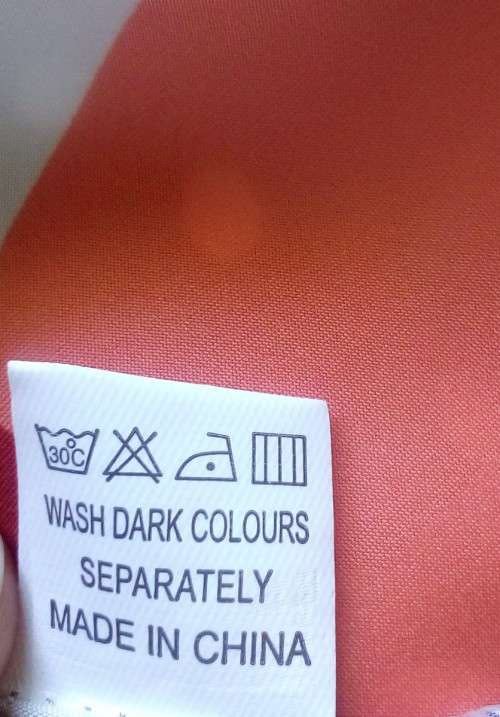 30°C
WASH DARK COLOURS
SEPARATELY
MADE IN CHINA